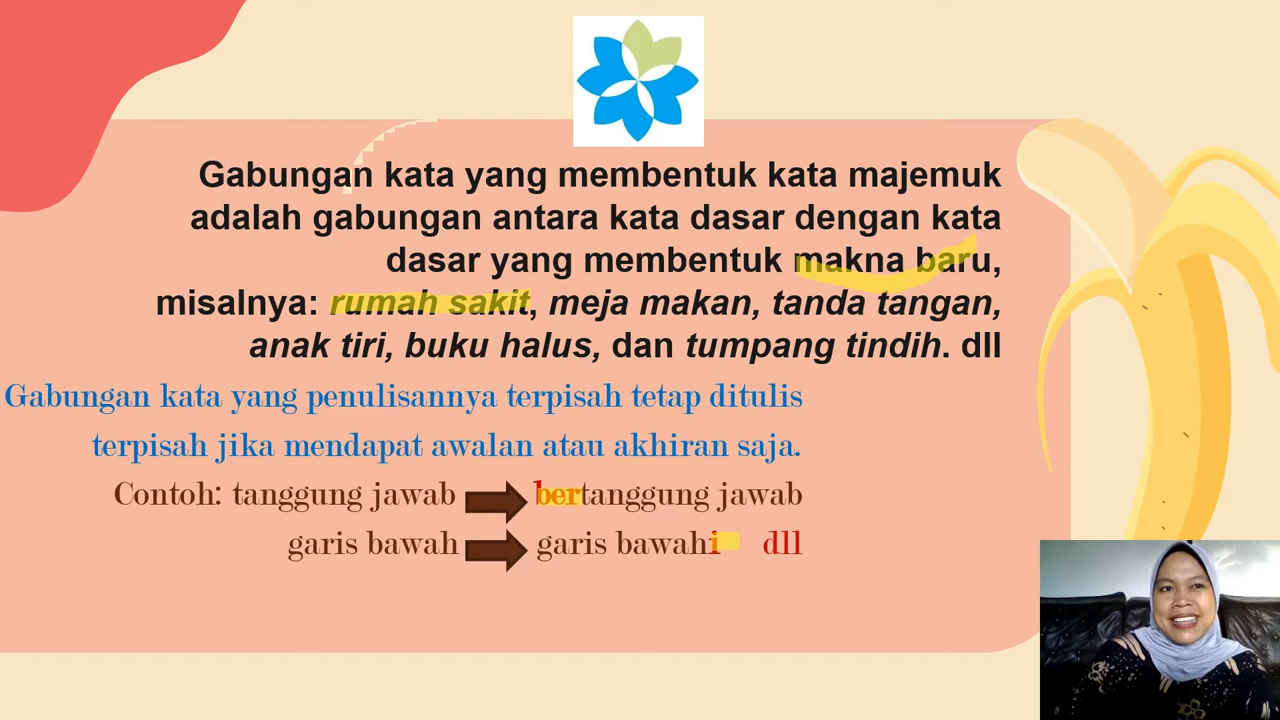 Gabungan kata yang membentuk kata majemuk
adalah gabungan antara kata dasar dengan kata
dasar yang membentuk makna baru,
misalnya: rumah sakit, meja makan, tanda tangan,
anak tiri, buku halus, dan tumpang tindih. dll
Gabungan kata yang penulisannya terpisah tetap ditulis
terpisah jika mendapat awalan atau akhiran saja.
Contoh: tanggung jawab bertanggung jawab
garis bawah garis bawahi dll